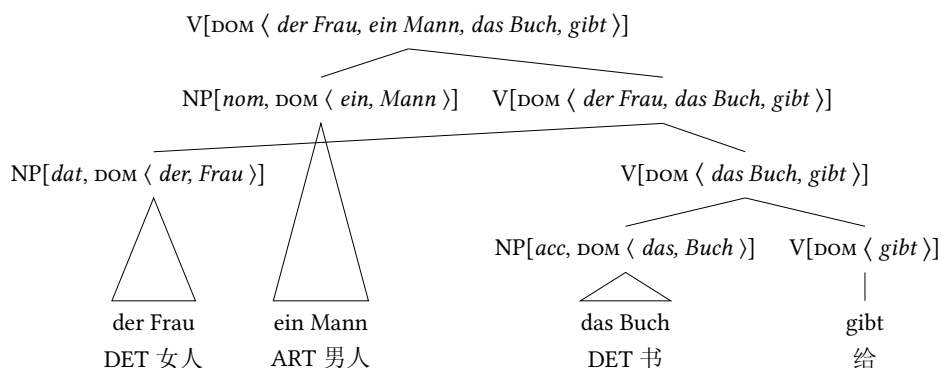 V[DOM ⟨ der Frau, ein Mann, das Buch, gibt ⟩]
NP[nom, DOM ⟨ ein, Mann ⟩] V[DOM ⟨ der Frau, das Buch, gibt ⟩]
NP[dat, DOM ⟨ der, Frau ⟩] V[DOM ⟨ das Buch, gibt ⟩]
NP[acc, DOM ⟨ das, Buch ⟩] V[DOM ⟨ gibt ⟩]
der Frau ein Mann das Buch gibt
DET 女人 ART 男人 DET 书 给